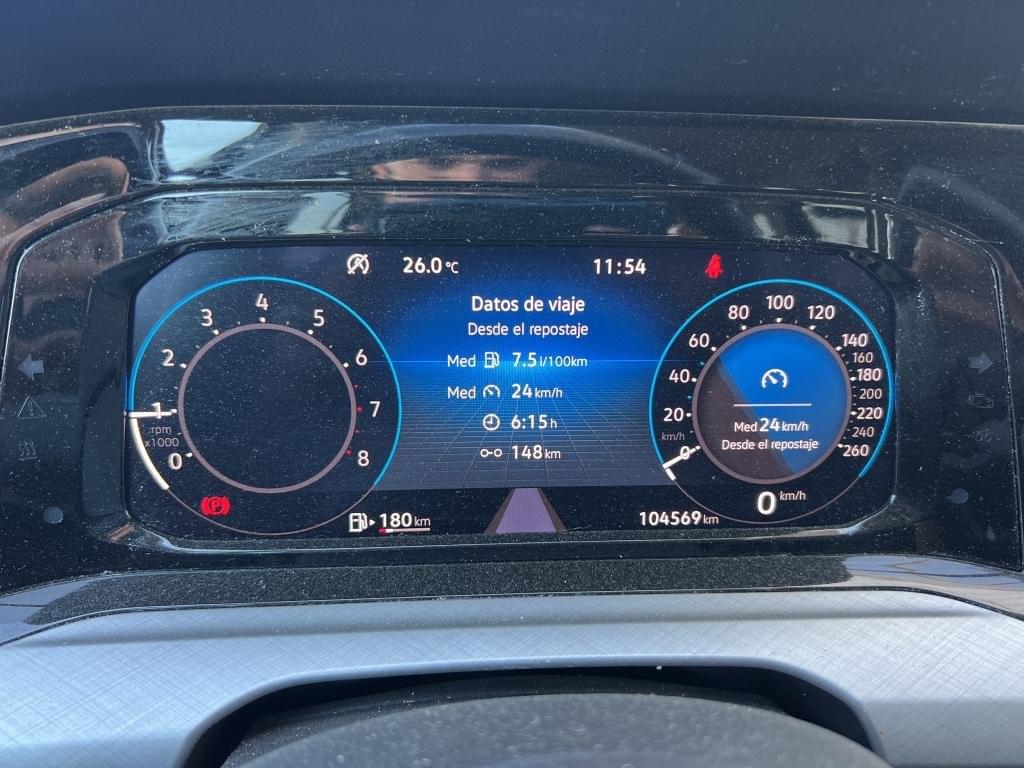 26.0 °C
11:54
Datos de viaje
Desde el repostaje
Med 7.5 l/100km
Med 24 km/h
6:15 h
148 km
0 1 2 3 4 5 6 7 8
rpm
x1000
P
180 km
0 20 40 60 80 100 120 140 160 180 200 220 240 260
km/h
Med 24 km/h
Desde el repostaje
0 km/h
104569 km